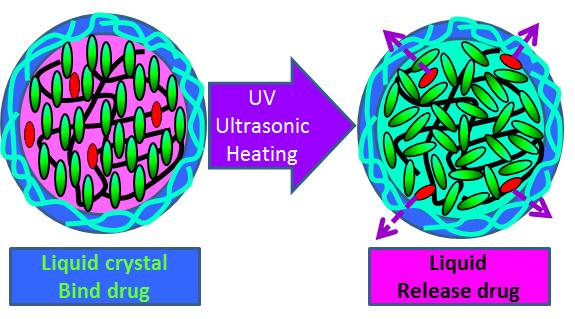 UV
Ultrasonic
Heating
Liquid crystal
Bind drug
Liquid
Release drug